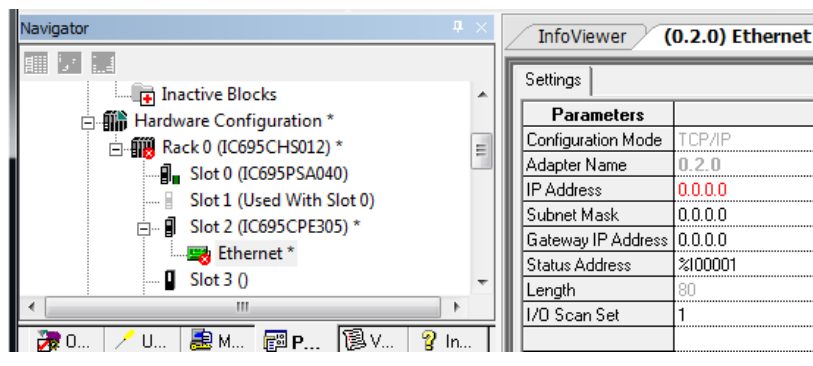 Navigator
Inactive Blocks
Hardware Configuration *
Rack 0 (IC695CHS012) *
Slot 0 (IC695PSA040)
Slot 1 (Used With Slot 0)
Slot 2 (IC695CPE305) *
Ethernet *
Slot 3 ()
O... U... M... P... V... In...
InfoViewer (0.2.0) Ethernet
Settings
Parameters
Configuration Mode TCP/IP
Adapter Name 0.2.0
IP Address 0.0.0.0
Subnet Mask 0.0.0.0
Gateway IP Address 0.0.0.0
Status Address %I00001
Length 80
I/O Scan Set 1